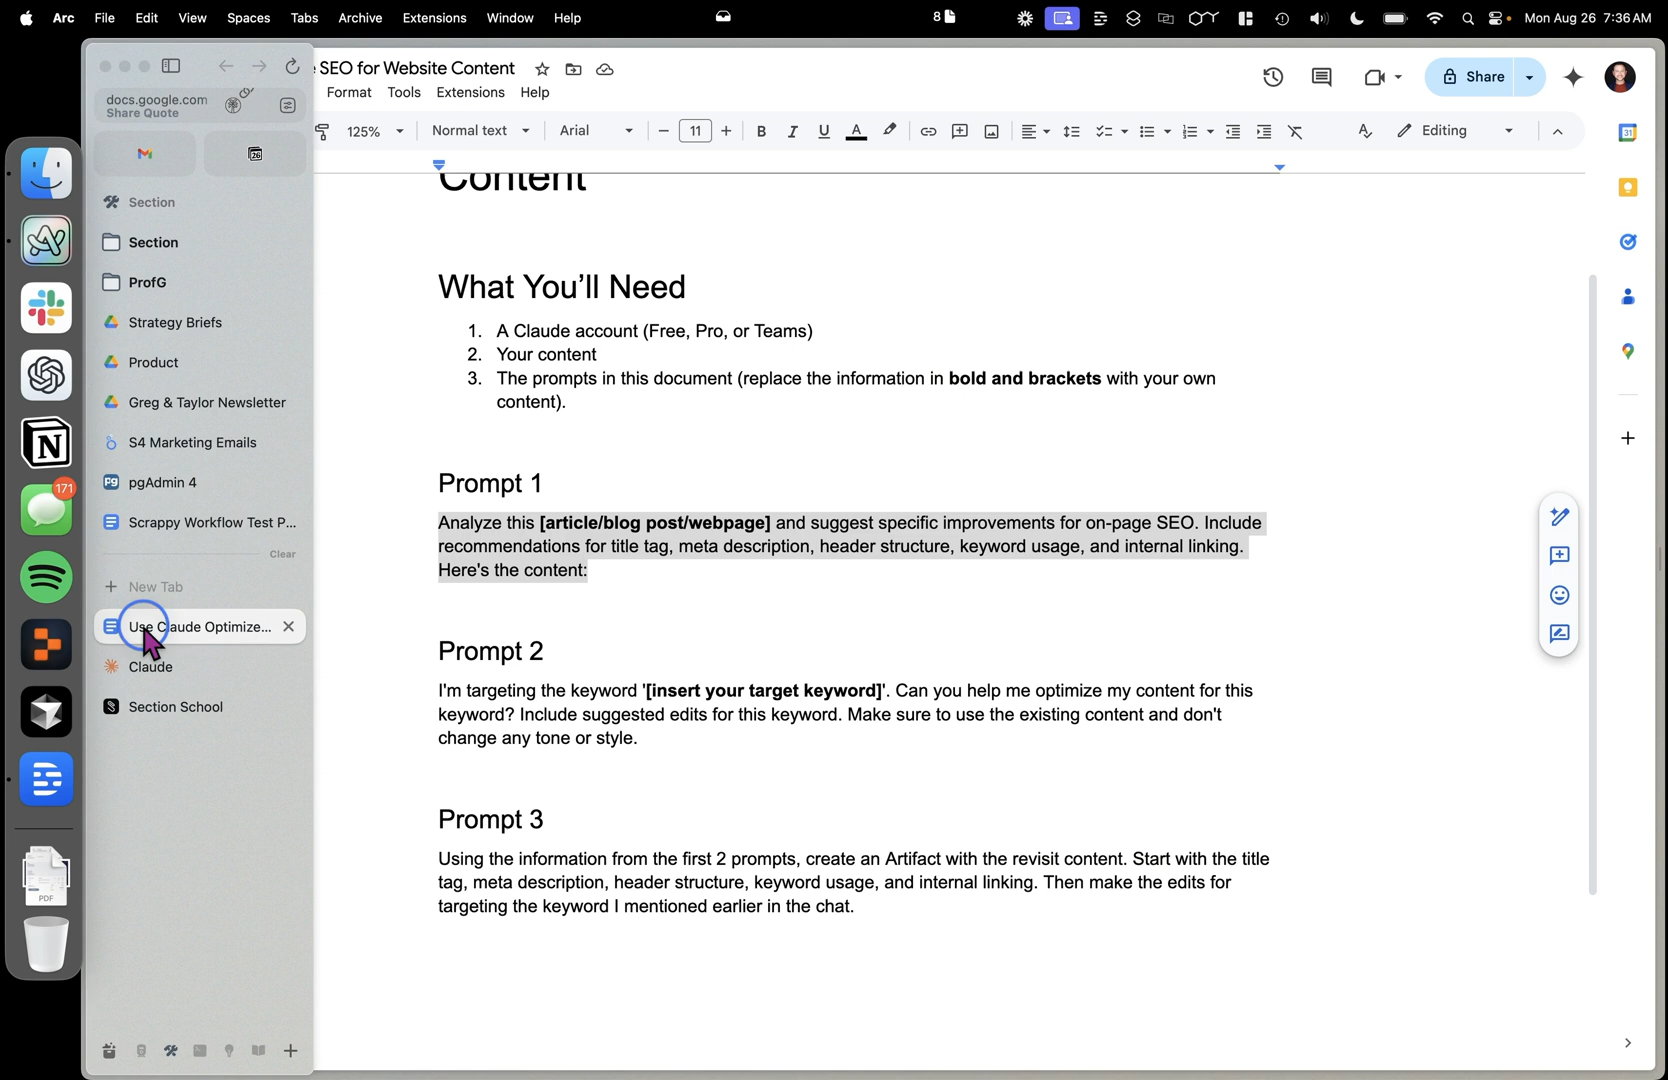 Arc File Edit View Spaces Tabs Archive Extensions Window Help 8 Mon Aug 26 7:36 AM
SEO for Website Content
Share
docs.google.com
Share Quote
Format Tools Extensions Help
125% Normal text Arial 11 B I U A Editing
26
31
Content
Section
Section
ProfG
Strategy Briefs
Product
Greg & Taylor Newsletter
S4 Marketing Emails
pgAdmin 4
Scrappy Workflow Test P...
Clear
New Tab
Use Claude Optimize...
Claude
Section School
171
PDF
What You’ll Need
1. A Claude account (Free, Pro, or Teams)
2. Your content
3. The prompts in this document (replace the information in bold and brackets with your own
content).
Prompt 1
Analyze this [article/blog post/webpage] and suggest specific improvements for on-page SEO. Include
recommendations for title tag, meta description, header structure, keyword usage, and internal linking.
Here's the content:
Prompt 2
I'm targeting the keyword '[insert your target keyword]'. Can you help me optimize my content for this
keyword? Include suggested edits for this keyword. Make sure to use the existing content and don't
change any tone or style.
Prompt 3
Using the information from the first 2 prompts, create an Artifact with the revisit content. Start with the title
tag, meta description, header structure, keyword usage, and internal linking. Then make the edits for
targeting the keyword I mentioned earlier in the chat.